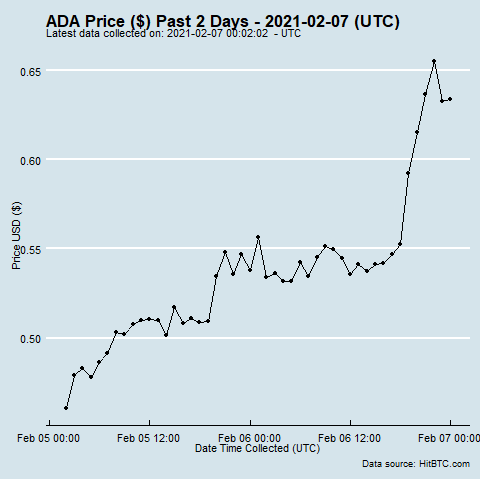 ADA Price ($) Past 2 Days - 2021-02-07 (UTC)
Latest data collected on: 2021-02-07 00:02:02 - UTC
0.65
0.60
0.55
0.50
Price USD ($)
Feb 05 00:00
Feb 05 12:00
Feb 06 00:00
Feb 06 12:00
Feb 07 00:00
Date Time Collected (UTC)
Data source: HitBTC.com